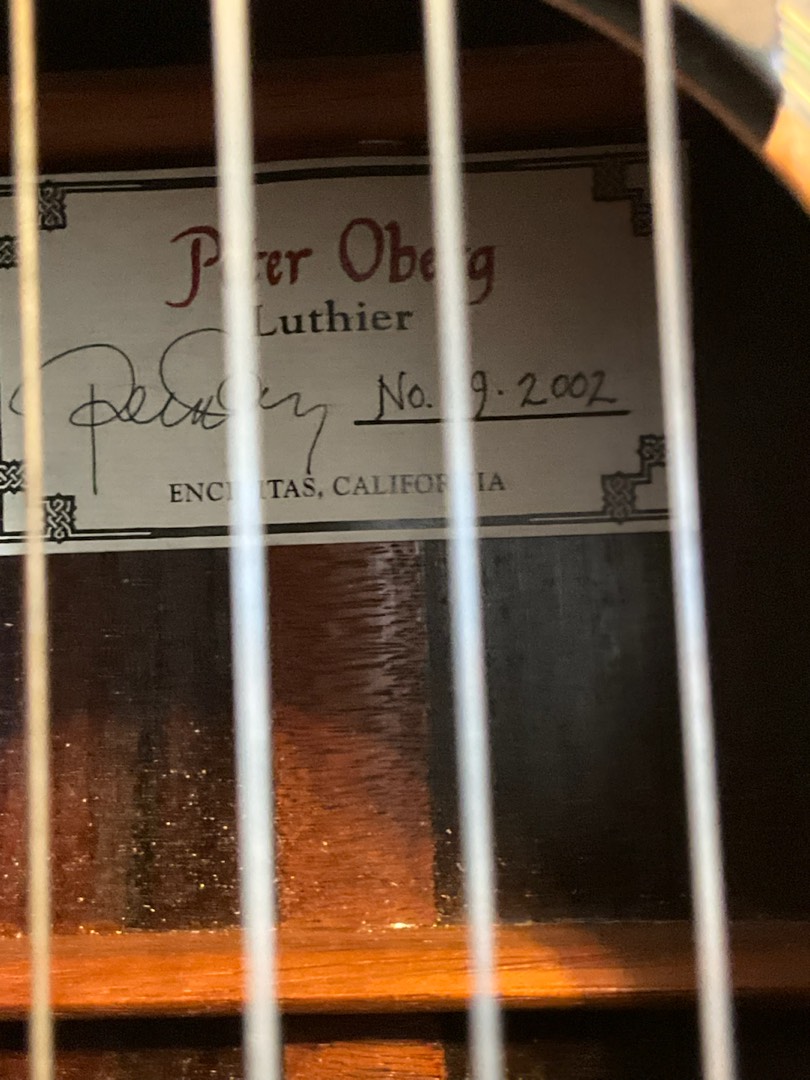 Peter Oberg
Luthier
No. 9·2002
ENCINITAS, CALIFORNIA